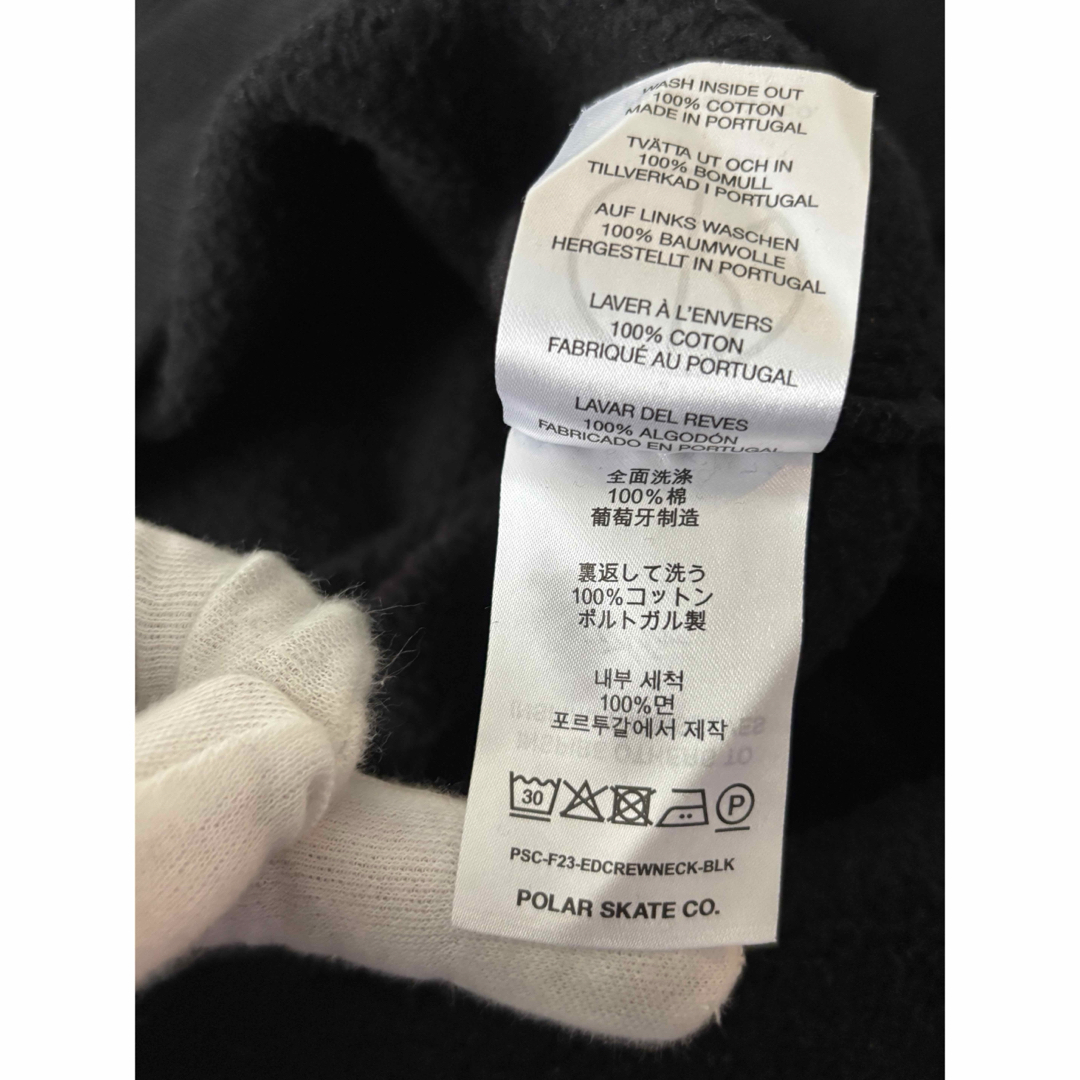 WASH INSIDE OUT
100% COTTON
MADE IN PORTUGAL
TVÄTTA UT OCH IN
100% BOMULL
TILLVERKAD I PORTUGAL
AUF LINKS WASCHEN
100% BAUMWOLLE
HERGESTELLT IN PORTUGAL
LAVER À L'ENVERS
100% COTON
FABRIQUÉ AU PORTUGAL
LAVAR DEL REVES
100% ALGODÓN
FABRICADO EN PORTUGAL
全面洗涤
100%棉
葡萄牙制造
裏返して洗う
100%コットン
ポルトガル製
내부 세척
100%면
포르투갈에서 제작
30
P
PSC-F23-EDCREWNECK-BLK
POLAR SKATE CO.